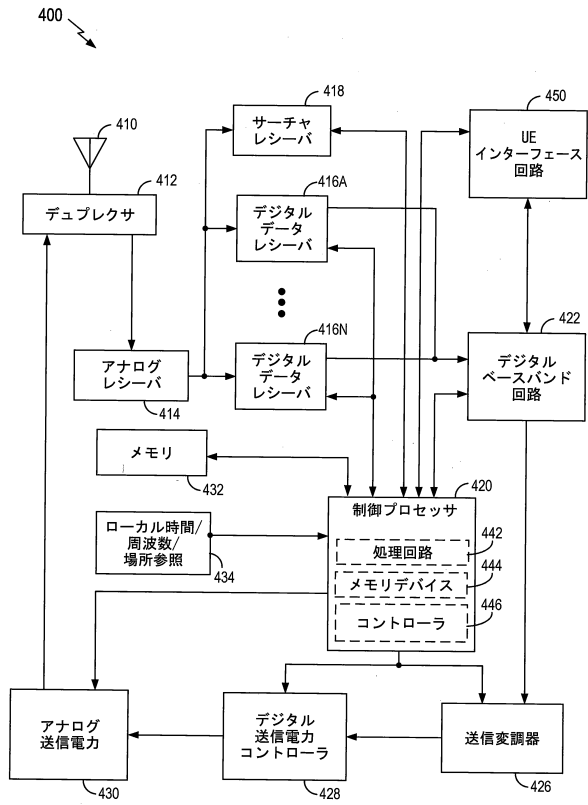 400
410
412
デュプレクサ
418
サーチャ
レシーバ
416A
デジタル
データ
レシーバ
416N
デジタル
データ
レシーバ
450
UE
インターフェース
回路
422
デジタル
ベースバンド
回路
アナログ
レシーバ
414
メモリ
432
ローカル時間/
周波数/
場所参照
434
420
制御プロセッサ
442
処理回路
444
メモリデバイス
446
コントローラ
アナログ
送信電力
430
デジタル
送信電力
コントローラ
428
送信変調器
426